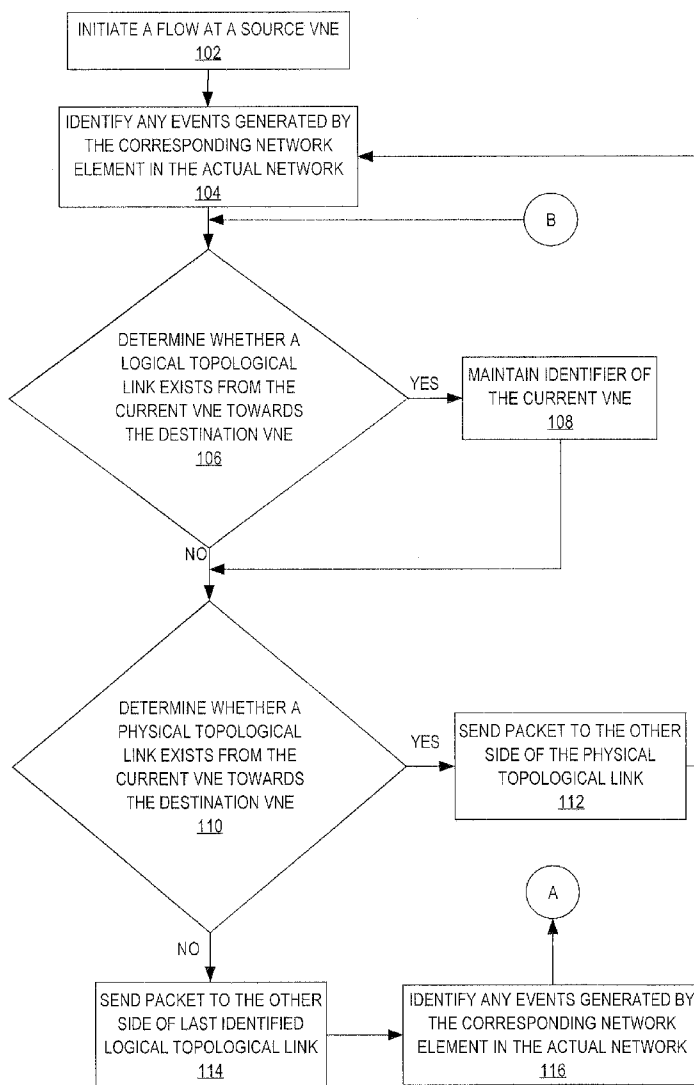 INITIATE A FLOW AT A SOURCE VNE
102
IDENTIFY ANY EVENTS GENERATED BY
THE CORRESPONDING NETWORK
ELEMENT IN THE ACTUAL NETWORK
104
B
DETERMINE WHETHER A
LOGICAL TOPOLOGICAL
LINK EXISTS FROM THE
CURRENT VNE TOWARDS
THE DESTINATION VNE
106
YES
MAINTAIN IDENTIFIER OF
THE CURRENT VNE
108
NO
DETERMINE WHETHER A
PHYSICAL TOPOLOGICAL
LINK EXISTS FROM THE
CURRENT VNE TOWARDS
THE DESTINATION VNE
110
YES
SEND PACKET TO THE OTHER
SIDE OF THE PHYSICAL
TOPOLOGICAL LINK
112
A
NO
SEND PACKET TO THE OTHER
SIDE OF LAST IDENTIFIED
LOGICAL TOPOLOGICAL LINK
114
IDENTIFY ANY EVENTS GENERATED BY
THE CORRESPONDING NETWORK
ELEMENT IN THE ACTUAL NETWORK
116